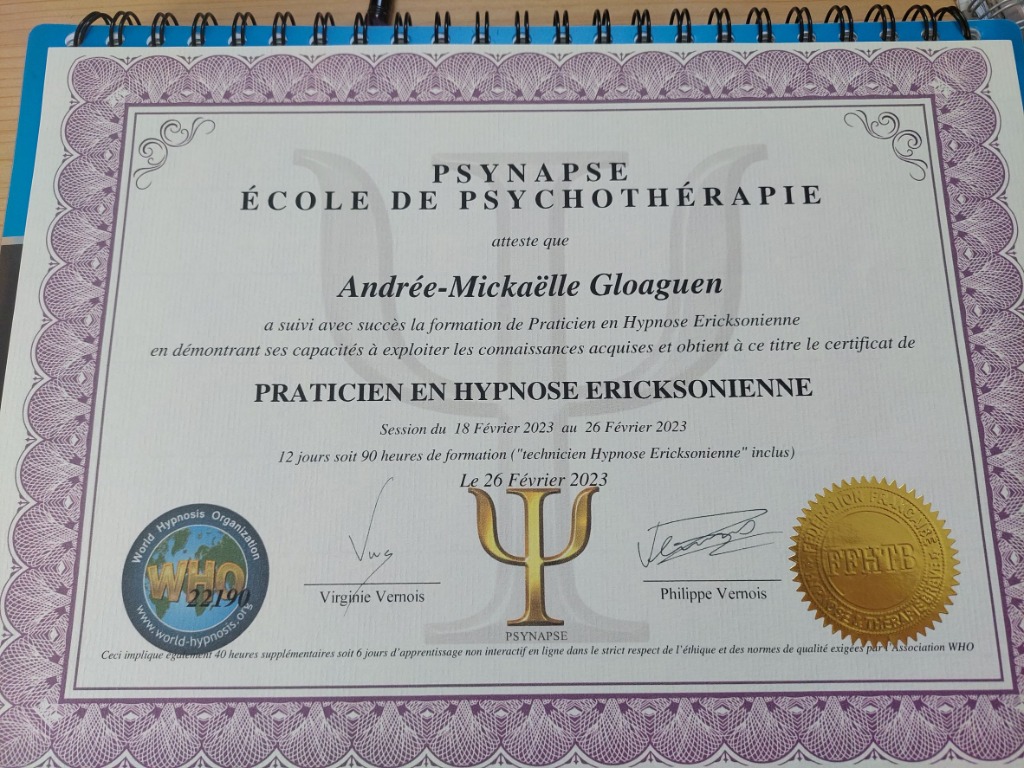 PSYNAPSE
ÉCOLE DE PSYCHOTHÉRAPIE
atteste que
Andrée-Mickaëlle Gloaguen
a suivi avec succès la formation de Praticien en Hypnose Ericksonienne
en démontrant ses capacités à exploiter les connaissances acquises et obtient à ce titre le certificat de
PRATICIEN EN HYPNOSE ERICKSONIENNE
Session du 18 Février 2023 au 26 Février 2023
12 jours soit 90 heures de formation ("technicien Hypnose Ericksonienne" inclus)
Le 26 Février 2023
World Hypnosis Organization
WHO
22190
www.world-hypnosis.org
Virginie Vernois
PSYNAPSE
Philippe Vernois
FÉDÉRATION FRANÇAISE
FFHTB
Ceci implique également 40 heures supplémentaires soit 6 jours d'apprentissage non interactif en ligne dans le strict respect de l'éthique et des normes de qualité exigées par l'Association WHO